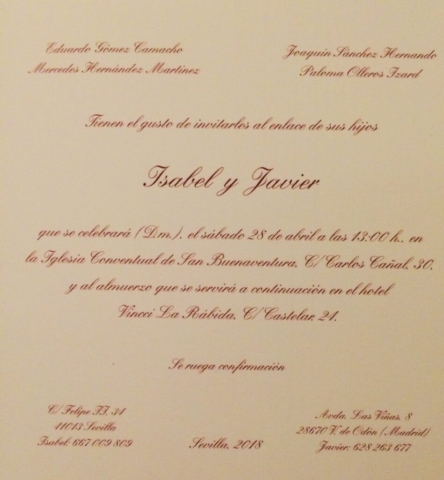 Eduardo Gómez Camacho
Mercedes Hernández Martínez
Joaquín Sánchez Hernando
Paloma Olleros Izard
Tienen el gusto de invitarles al enlace de sus hijos
Isabel y Javier
que se celebrará (D.m.), el sábado 28 de abril a las 13:00 h., en
la Iglesia Conventual de San Buenaventura, C/ Carlos Cañal, 30,
y al almuerzo que se servirá a continuación en el hotel
Vincci La Rábida, C/ Castelar, 24.
Se ruega confirmación
C/ Felipe II, 34
41013 Sevilla
Isabel: 667 009 809
Sevilla, 2018
Avda. Las Viñas, 8
28670 V. de Odón (Madrid)
Javier: 628 263 677